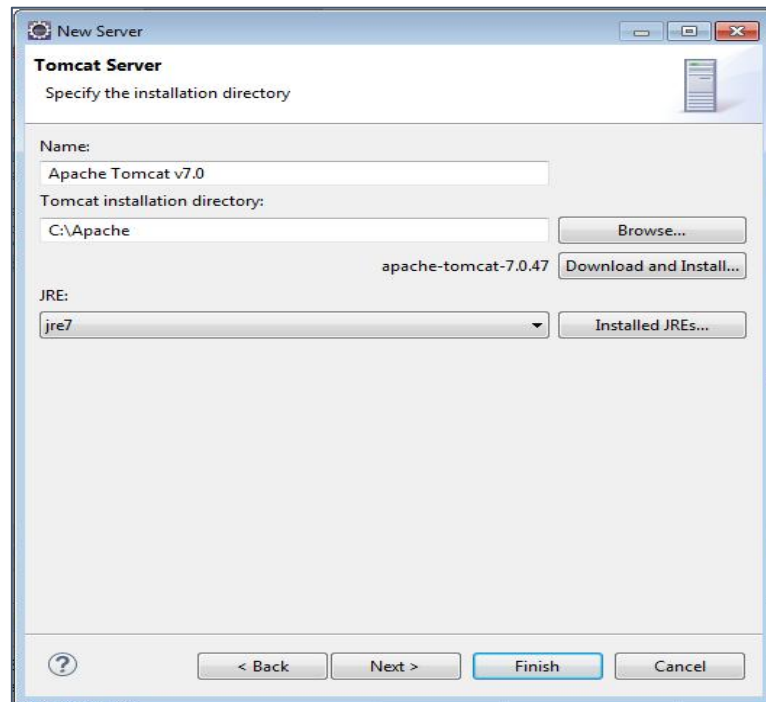 New Server
Tomcat Server
Specify the installation directory
Name:
Apache Tomcat v7.0
Tomcat installation directory:
C:\Apache
Browse...
apache-tomcat-7.0.47
Download and Install...
JRE:
jre7
Installed JREs...
?
< Back
Next >
Finish
Cancel